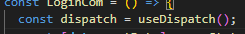 const LoginCom = () => {
const dispatch = useDispatch();